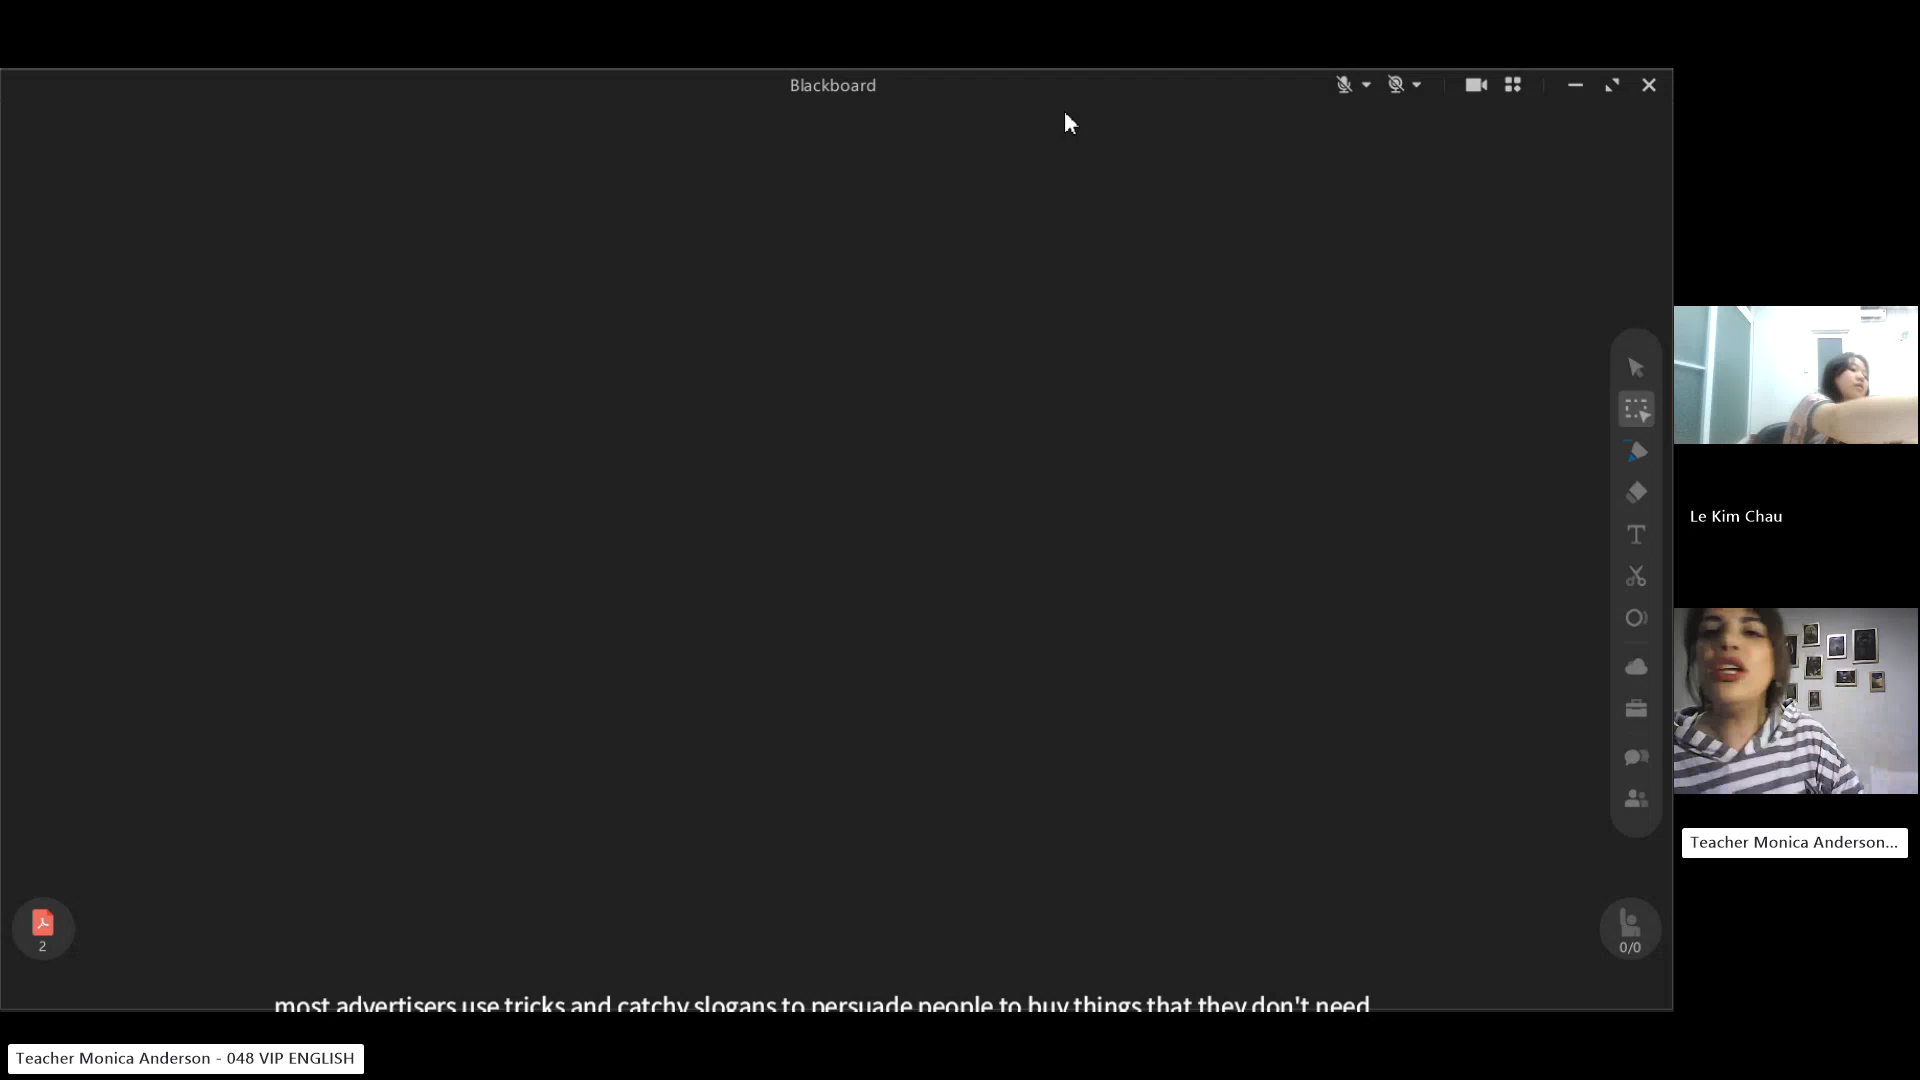 Blackboard
Le Kim Chau
Teacher Monica Anderson...
2
0/0
most advertisers use tricks and catchy slogans to persuade people to buy things that they don't need
Teacher Monica Anderson - 048 VIP ENGLISH